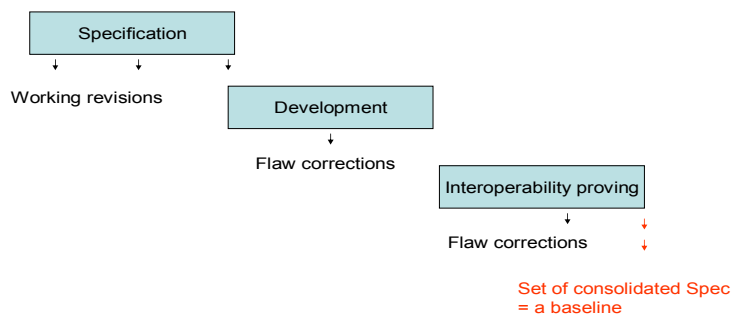 Specification
Working revisions
Development
Flaw corrections
Interoperability proving
Flaw corrections
Set of consolidated Spec
= a baseline